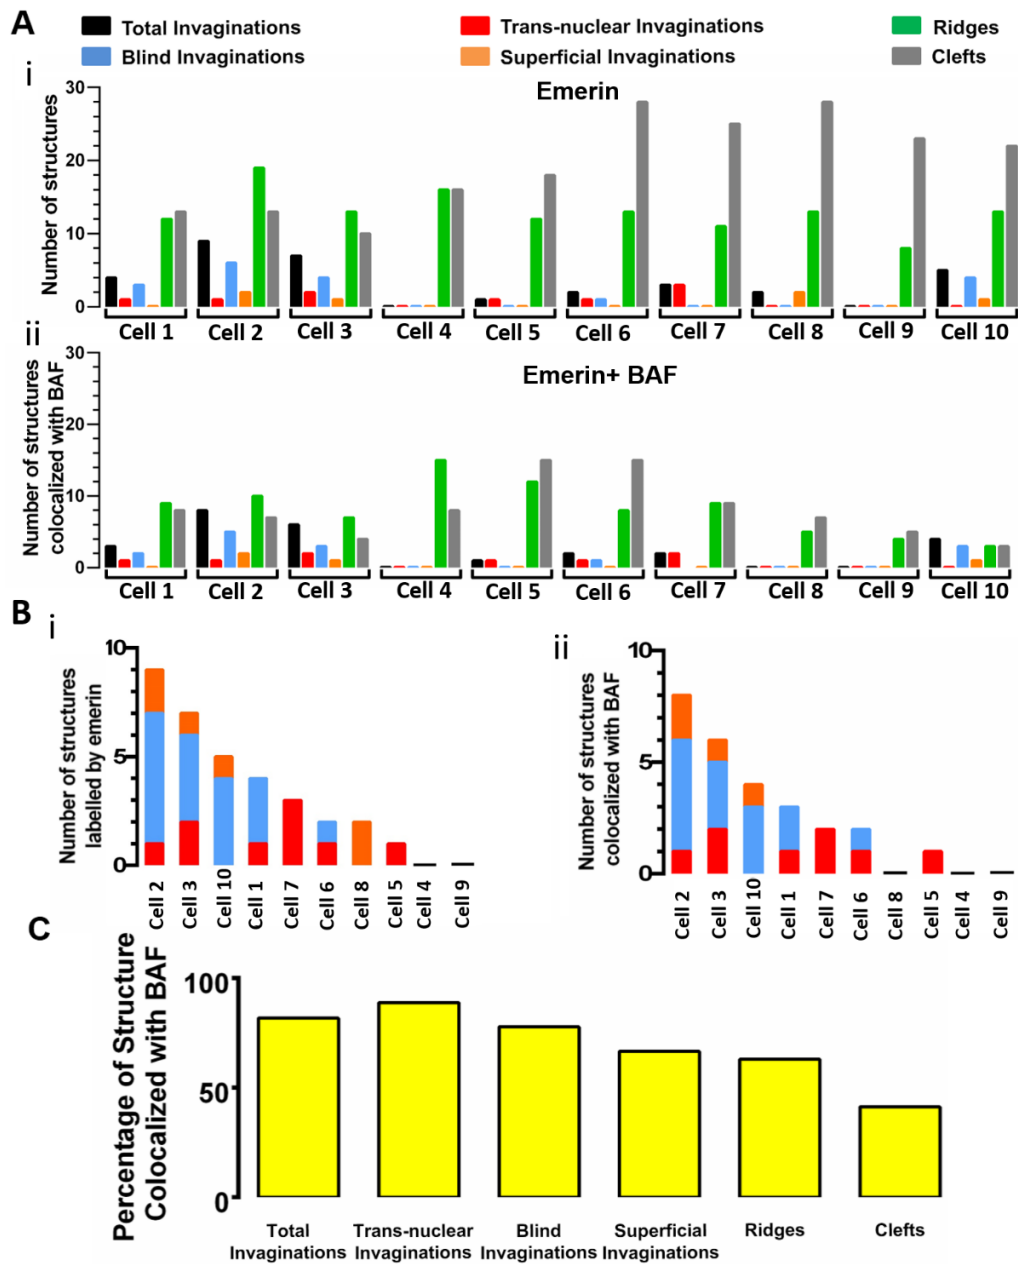 A
Total Invaginations Trans-nuclear Invaginations Ridges
Blind Invaginations Superficial Invaginations Clefts
i
Emerin
Number of structures
30
20
10
0
Cell 1 Cell 2 Cell 3 Cell 4 Cell 5 Cell 6 Cell 7 Cell 8 Cell 9 Cell 10
ii
Emerin+ BAF
Number of structures
colocalized with BAF
30
20
10
0
Cell 1 Cell 2 Cell 3 Cell 4 Cell 5 Cell 6 Cell 7 Cell 8 Cell 9 Cell 10
B
i
Number of structures
labelled by emerin
10
5
0
Cell 2 Cell 3 Cell 10 Cell 1 Cell 7 Cell 6 Cell 8 Cell 5 Cell 4 Cell 9
ii
Number of structures
colocalized with BAF
10
5
0
Cell 2 Cell 3 Cell 10 Cell 1 Cell 7 Cell 6 Cell 8 Cell 5 Cell 4 Cell 9
C
Percentage of Structure
Colocalized with BAF
100
50
0
Total Trans-nuclear Blind Superficial Ridges Clefts
Invaginations Invaginations Invaginations Invaginations